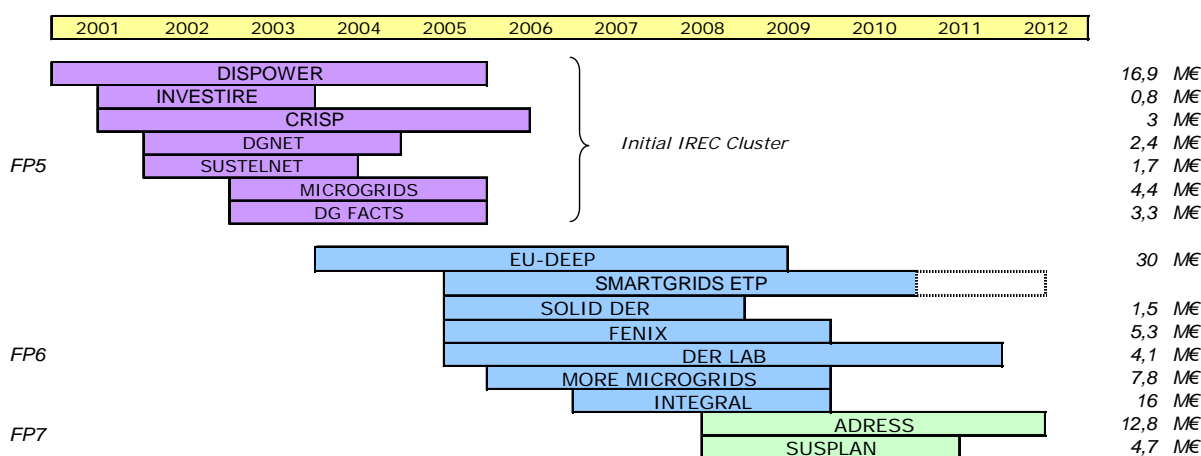 2001 2002 2003 2004 2005 2006 2007 2008 2009 2010 2011 2012
DISPOWER 16,9 M€
INVESTIRE 0,8 M€
CRISP 3 M€
DGNET Initial IREC Cluster 2,4 M€
FP5 SUSTELNET 1,7 M€
MICROGRIDS 4,4 M€
DG FACTS 3,3 M€
EU-DEEP 30 M€
SMARTGRIDS ETP
SOLID DER 1,5 M€
FENIX 5,3 M€
FP6 DER LAB 4,1 M€
MORE MICROGRIDS 7,8 M€
INTEGRAL 16 M€
FP7 ADRESS 12,8 M€
SUSPLAN 4,7 M€